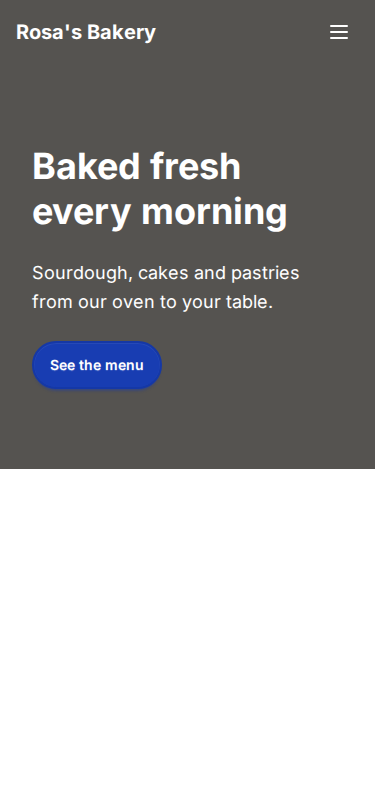 Rosa's Bakery
Baked fresh
every morning
Sourdough, cakes and pastries
from our oven to your table.
See the menu